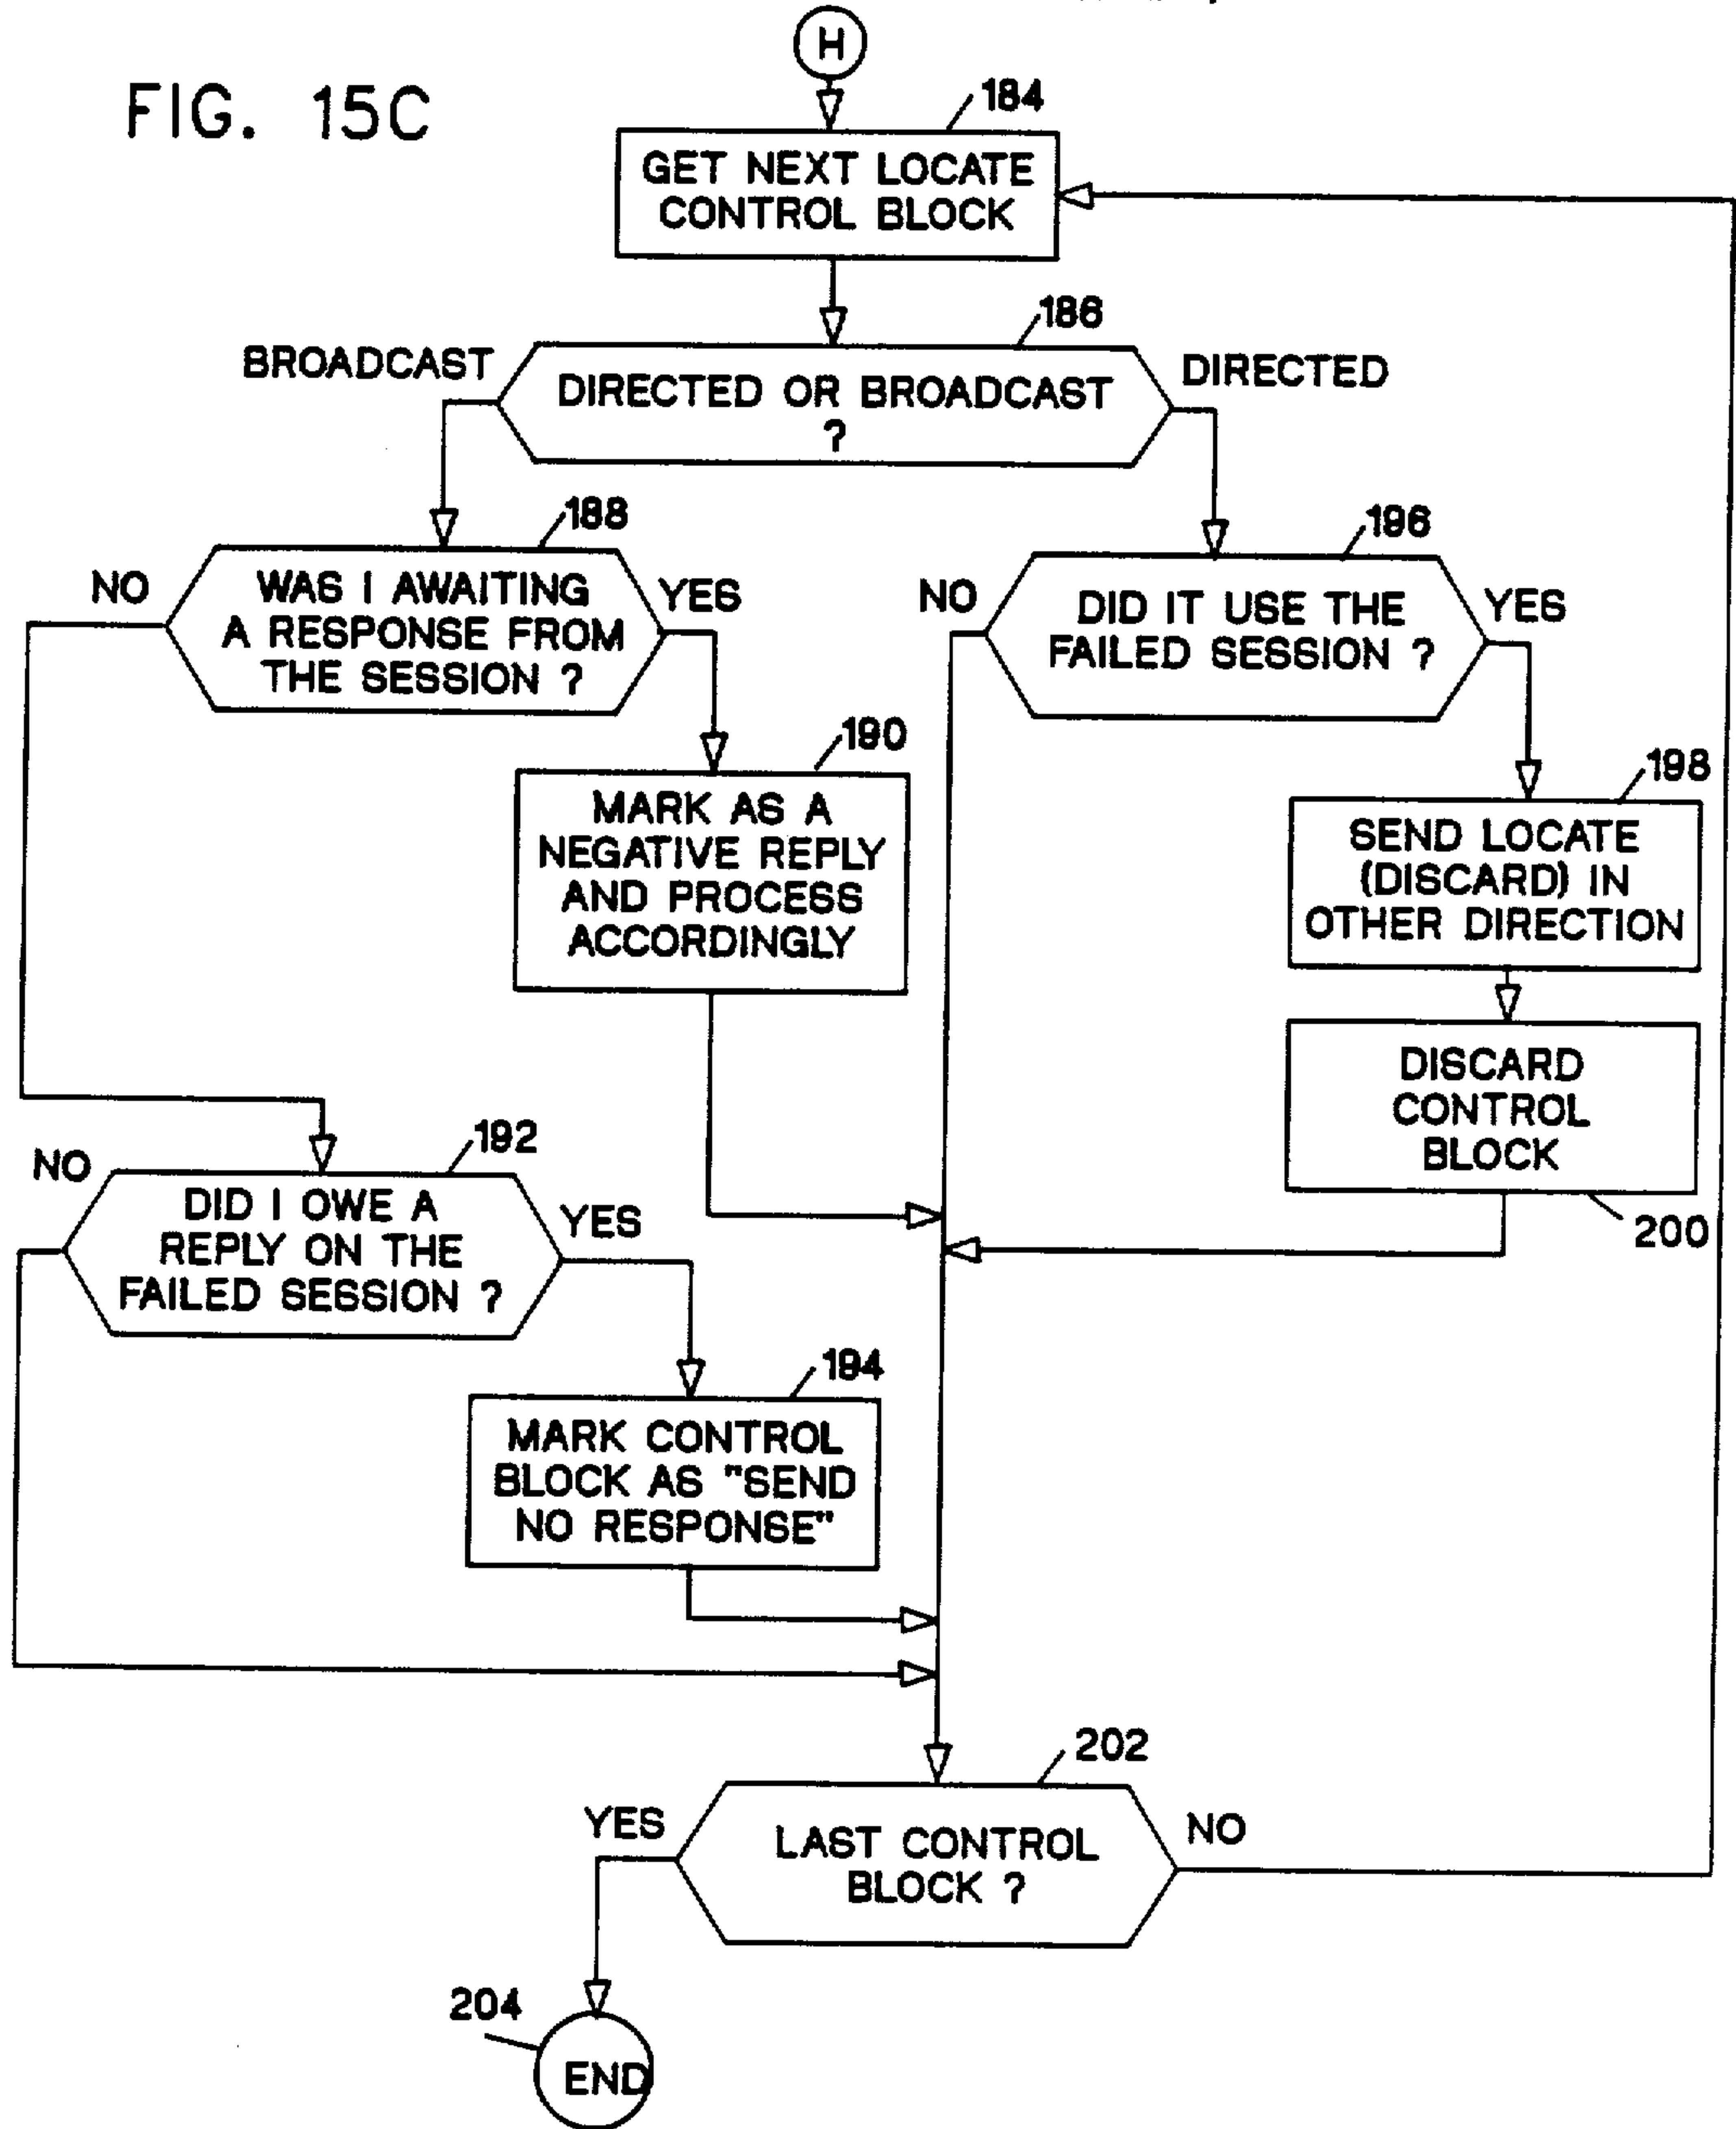 H
FIG. 15C
184
GET NEXT LOCATE
CONTROL BLOCK
186
BROADCAST
DIRECTED
DIRECTED OR BROADCAST
?
188
NO
YES
WAS I AWAITING
A RESPONSE FROM
THE SESSION ?
196
NO
YES
DID IT USE THE
FAILED SESSION ?
190
MARK AS A
NEGATIVE REPLY
AND PROCESS
ACCORDINGLY
198
SEND LOCATE
(DISCARD) IN
OTHER DIRECTION
DISCARD
CONTROL
BLOCK
200
192
NO
YES
DID I OWE A
REPLY ON THE
FAILED SESSION ?
194
MARK CONTROL
BLOCK AS "SEND
NO RESPONSE"
202
YES
NO
LAST CONTROL
BLOCK ?
204
END